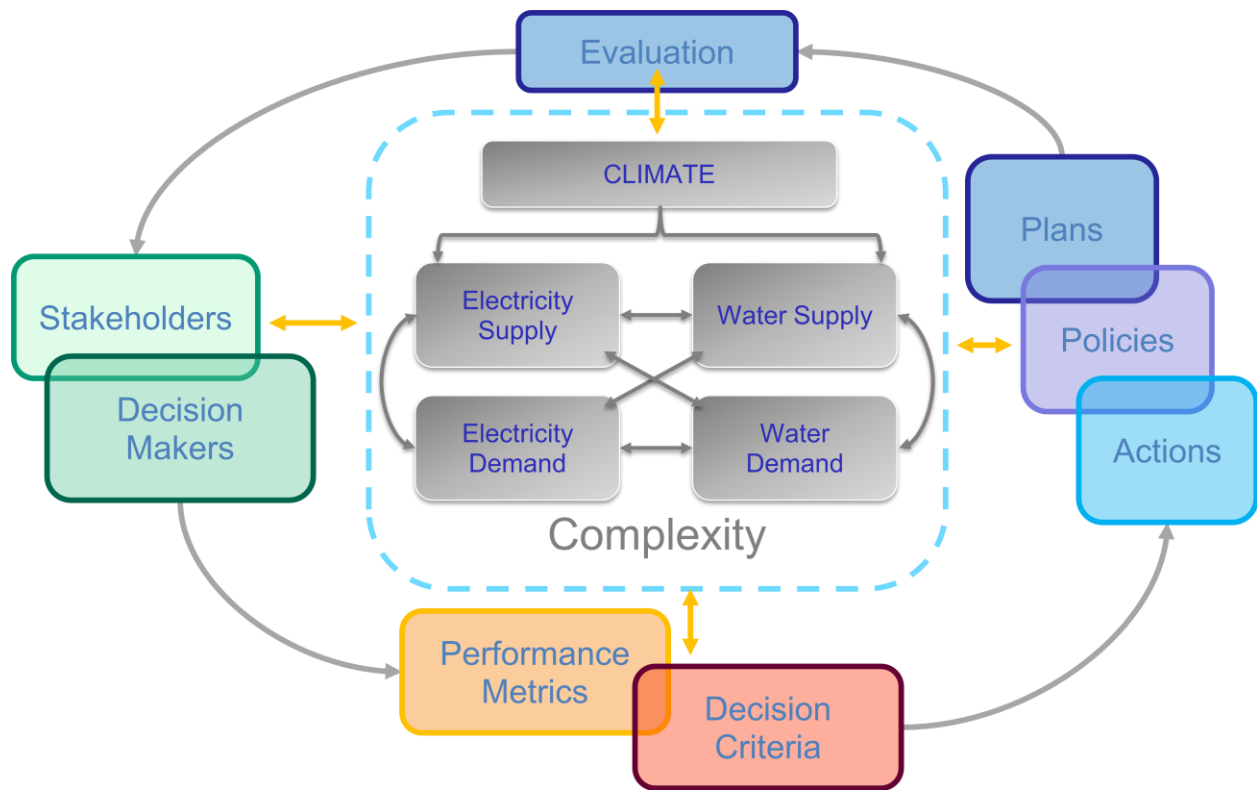 Evaluation
CLIMATE
Plans
Electricity
Supply
Water Supply
Stakeholders
Policies
Decision
Makers
Electricity
Demand
Water
Demand
Actions
Complexity
Performance
Metrics
Decision
Criteria